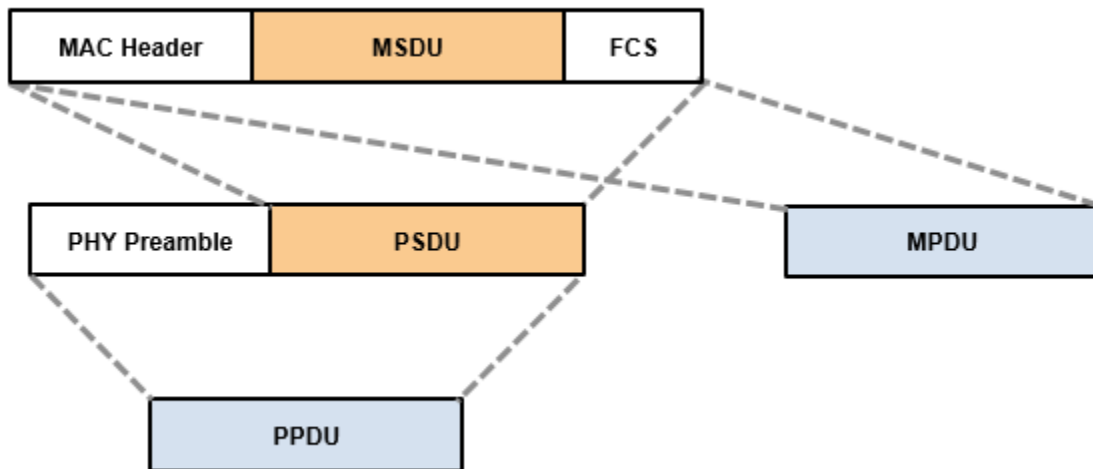 MAC Header
MSDU
FCS
PHY Preamble
PSDU
MPDU
PPDU